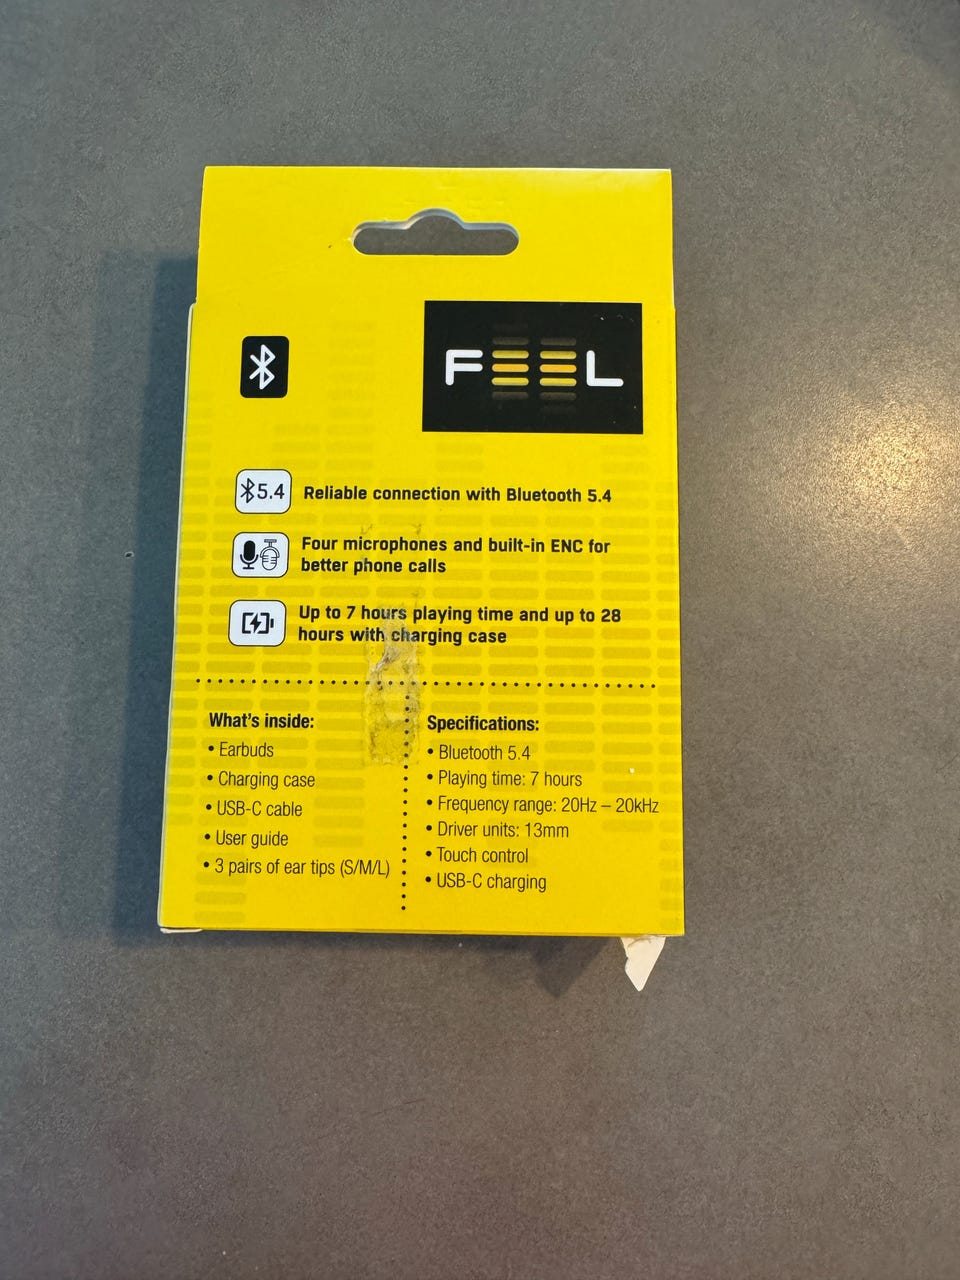 FEEL
5.4
Reliable connection with Bluetooth 5.4
Four microphones and built-in ENC for
better phone calls
Up to 7 hours playing time and up to 28
hours with charging case
What's inside:
• Earbuds
• Charging case
• USB-C cable
• User guide
• 3 pairs of ear tips (S/M/L)
Specifications:
• Bluetooth 5.4
• Playing time: 7 hours
• Frequency range: 20Hz – 20kHz
• Driver units: 13mm
• Touch control
• USB-C charging